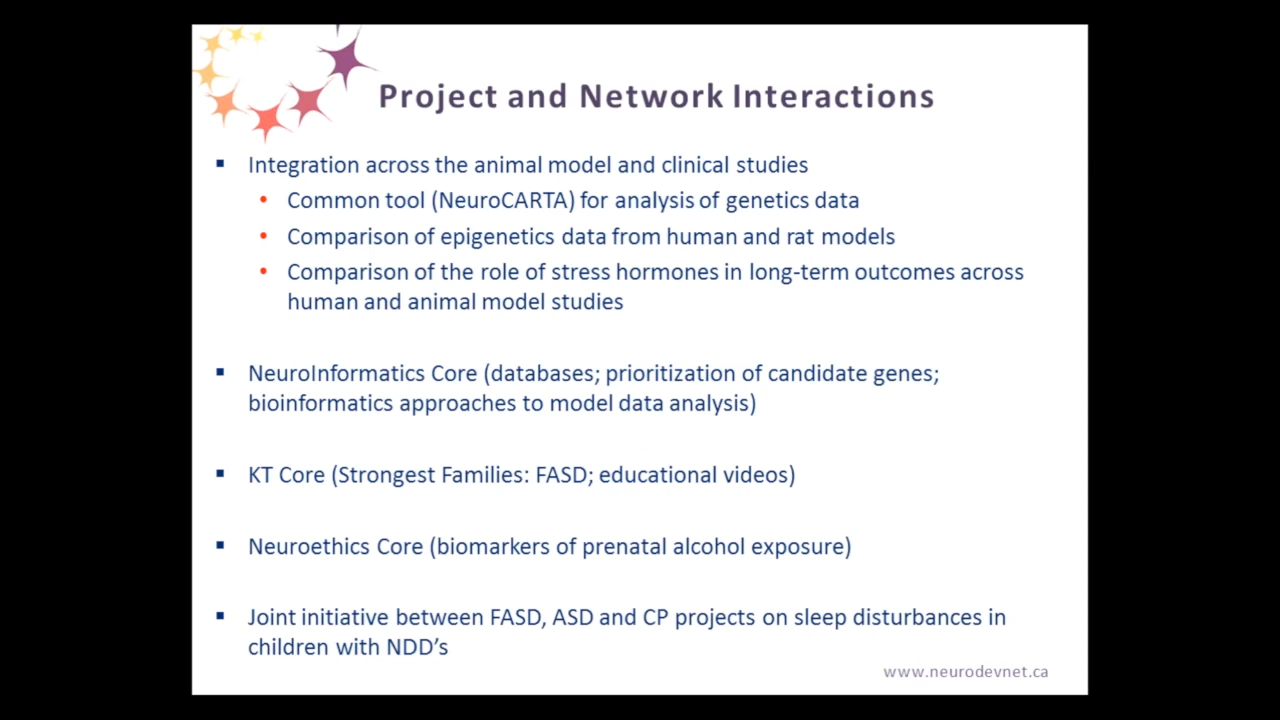 Project and Network Interactions
▪ Integration across the animal model and clinical studies
• Common tool (NeuroCARTA) for analysis of genetics data
• Comparison of epigenetics data from human and rat models
• Comparison of the role of stress hormones in long-term outcomes across
human and animal model studies
▪ NeuroInformatics Core (databases; prioritization of candidate genes;
bioinformatics approaches to model data analysis)
▪ KT Core (Strongest Families: FASD; educational videos)
▪ Neuroethics Core (biomarkers of prenatal alcohol exposure)
▪ Joint initiative between FASD, ASD and CP projects on sleep disturbances in
children with NDD’s
www.neurodevnet.ca